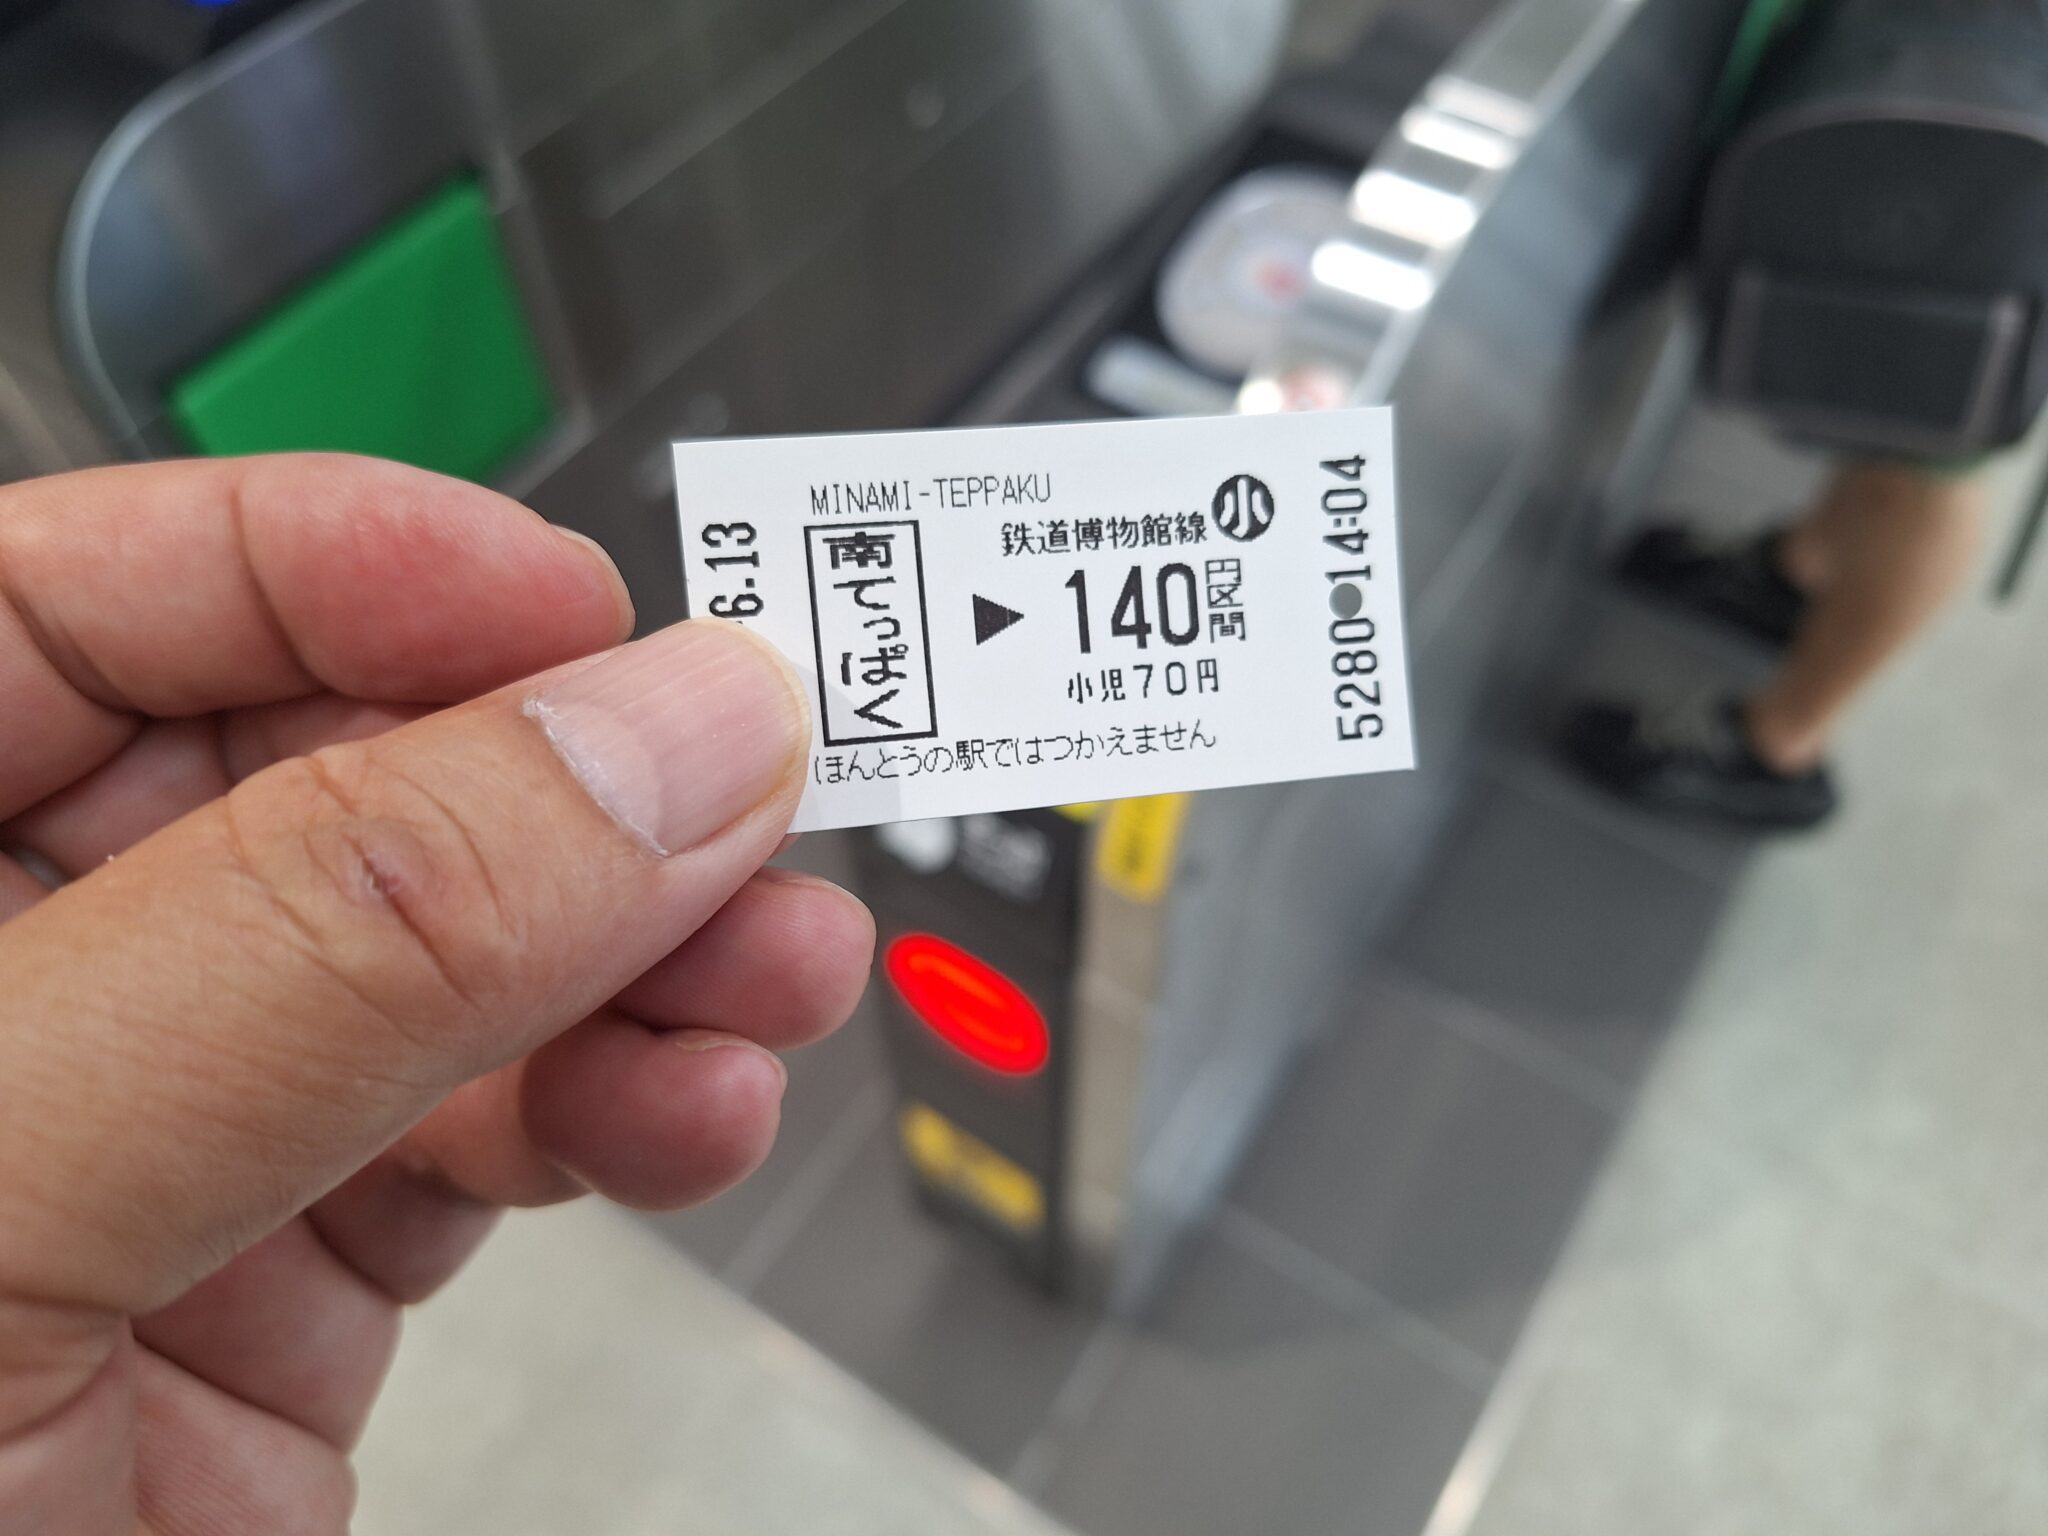 6.13
MINAMI-TEPPAKU
南てっぱく
鉄道博物館線 小
▶ 140円区間
小児70円
ほんとうの駅ではつかえません
5280●14:04